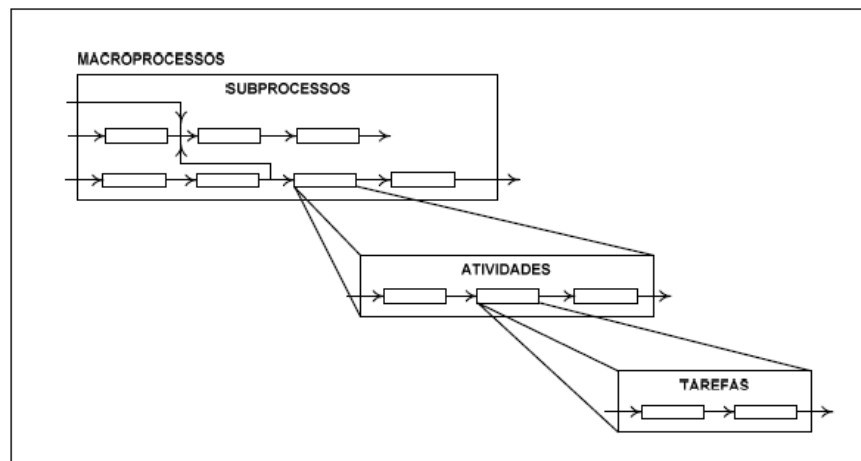 MACROPROCESSOS
SUBPROCESSOS
ATIVIDADES
TAREFAS